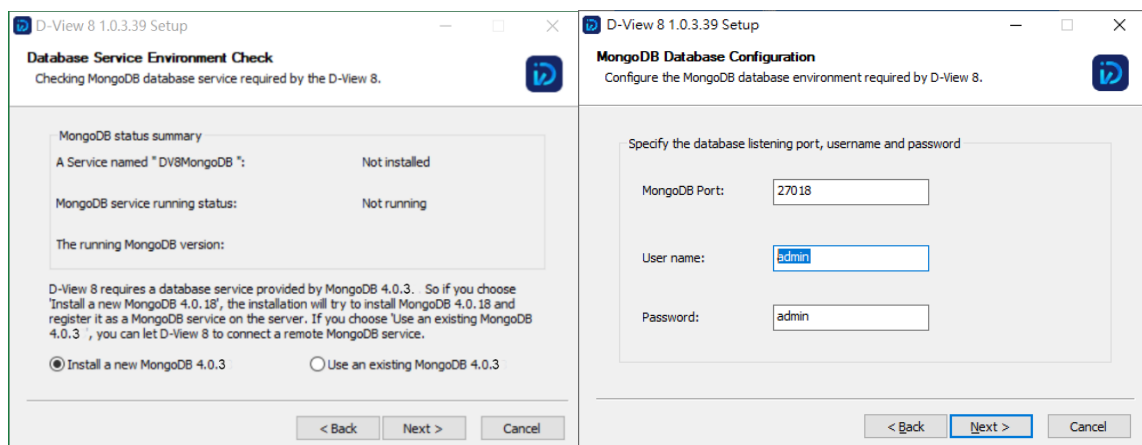 D-View 8 1.0.3.39 Setup
Database Service Environment Check
Checking MongoDB database service required by the D-View 8.
MongoDB status summary
A Service named " DV8MongoDB ":
Not installed
MongoDB service running status:
Not running
The running MongoDB version:
D-View 8 requires a database service provided by MongoDB 4.0.3. So if you choose
'Install a new MongoDB 4.0.18', the installation will try to install MongoDB 4.0.18 and
register it as a MongoDB service on the server. If you choose 'Use an existing MongoDB
4.0.3 ', you can let D-View 8 to connect a remote MongoDB service.
Install a new MongoDB 4.0.3
Use an existing MongoDB 4.0.3
< Back
Next >
Cancel
D-View 8 1.0.3.39 Setup
MongoDB Database Configuration
Configure the MongoDB database environment required by D-View 8.
Specify the database listening port, username and password
MongoDB Port:
27018
User name:
admin
Password:
admin
< Back
Next >
Cancel